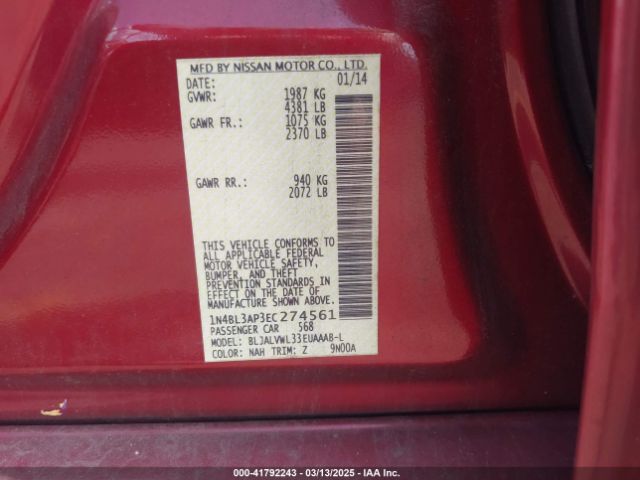 MFD BY NISSAN MOTOR CO., LTD.
DATE: 01/14
GVWR: 1987 KG
4381 LB
GAWR FR.: 1075 KG
2370 LB
GAWR RR.: 940 KG
2072 LB
THIS VEHICLE CONFORMS TO
ALL APPLICABLE FEDERAL
MOTOR VEHICLE SAFETY,
BUMPER, AND THEFT
PREVENTION STANDARDS IN
EFFECT ON THE DATE OF
MANUFACTURE SHOWN ABOVE.
1N4BL3AP3EC274561
PASSENGER CAR 568
MODEL: BLJALVWL33EUAAAB-L
COLOR: NAH TRIM: Z 9N00A
000-41792243 - 03/13/2025 - IAA Inc.